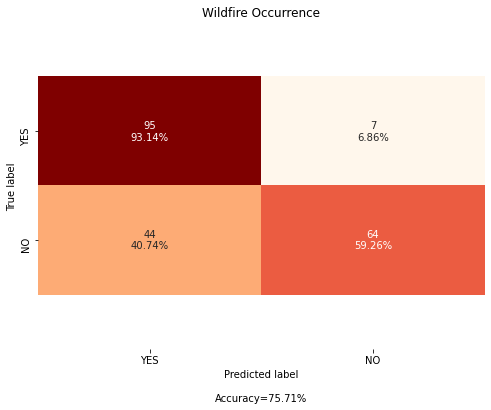 Wildfire Occurrence
YES
95
93.14%
7
6.86%
True label
NO
44
40.74%
64
59.26%
YES
NO
Predicted label
Accuracy=75.71%